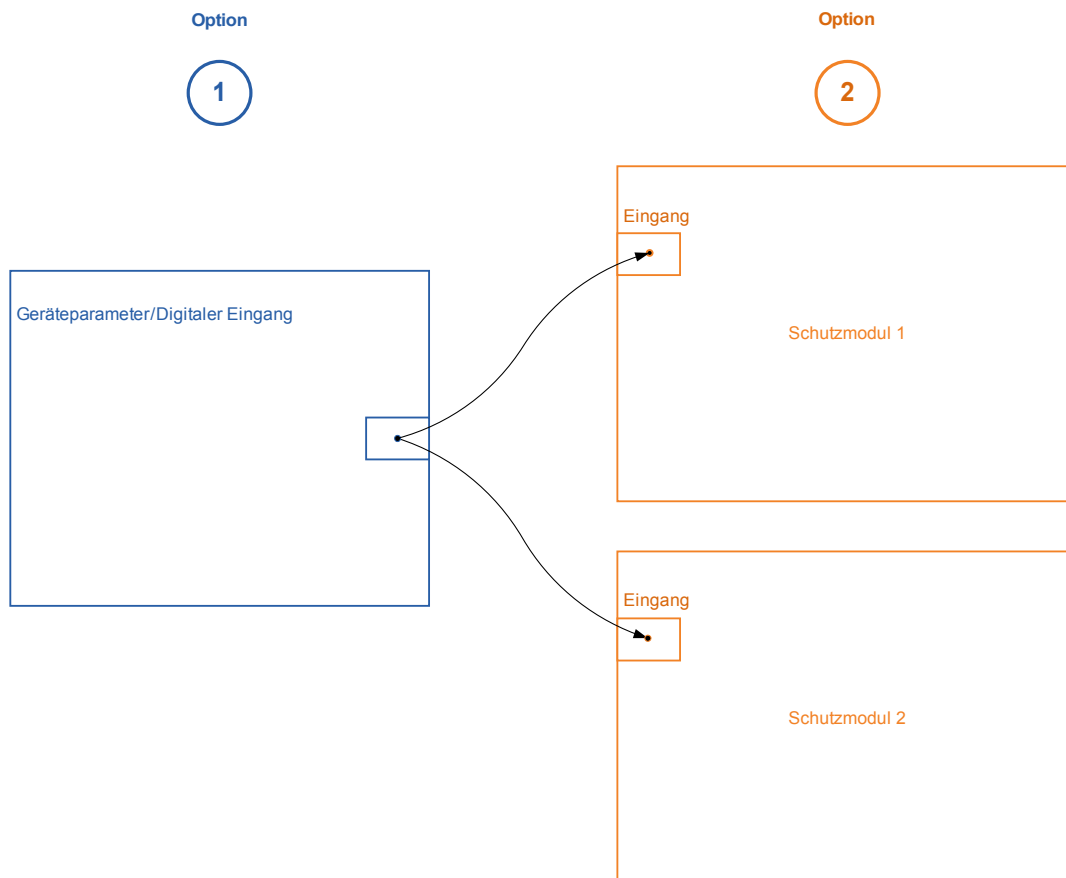 Option
Option
1
2
Eingang
Geräteparameter/Digitaler Eingang
Schutzmodul 1
Eingang
Schutzmodul 2